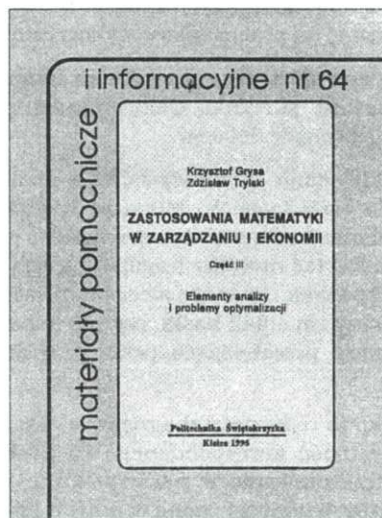 materiały pomocnicze
i informacyjne nr 64
Krzysztof Grysa
Zdzisław Trylski
ZASTOSOWANIA MATEMATYKI
W ZARZĄDZANIU I EKONOMII
Część III
Elementy analizy
i problemy optymalizacji
Politechnika Świętokrzyska
Kielce 1996